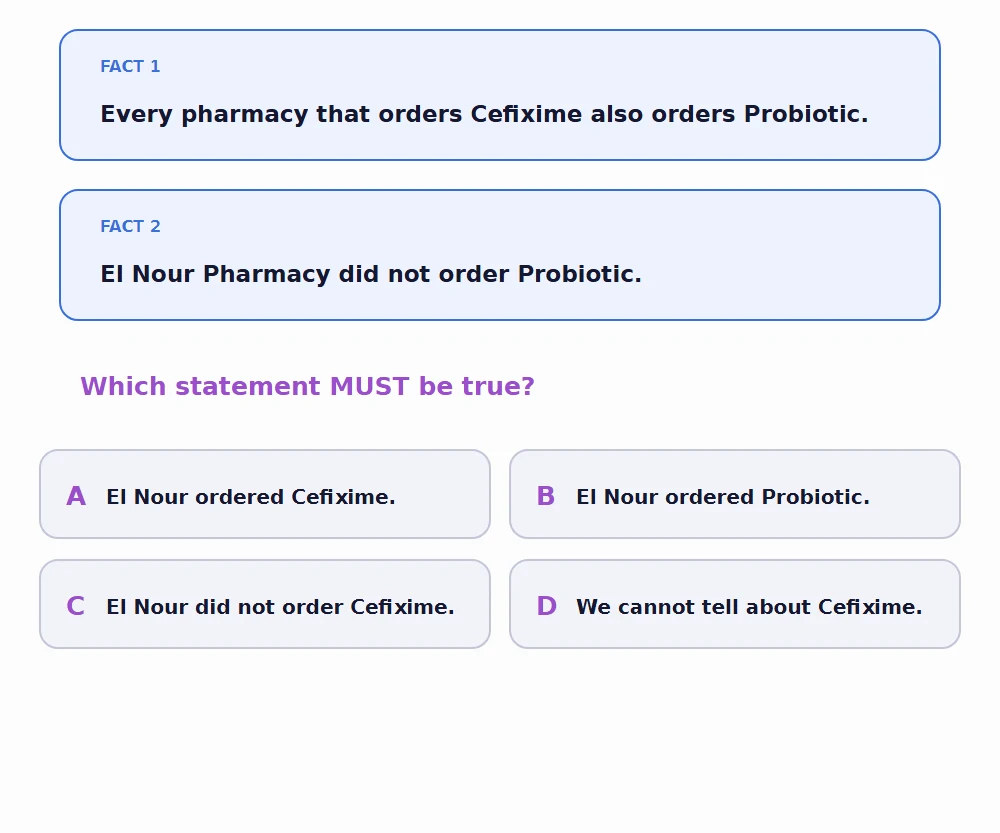 FACT 1
Every pharmacy that orders Cefixime also orders Probiotic.
FACT 2
El Nour Pharmacy did not order Probiotic.
Which statement MUST be true?
A El Nour ordered Cefixime.
B El Nour ordered Probiotic.
C El Nour did not order Cefixime.
D We cannot tell about Cefixime.